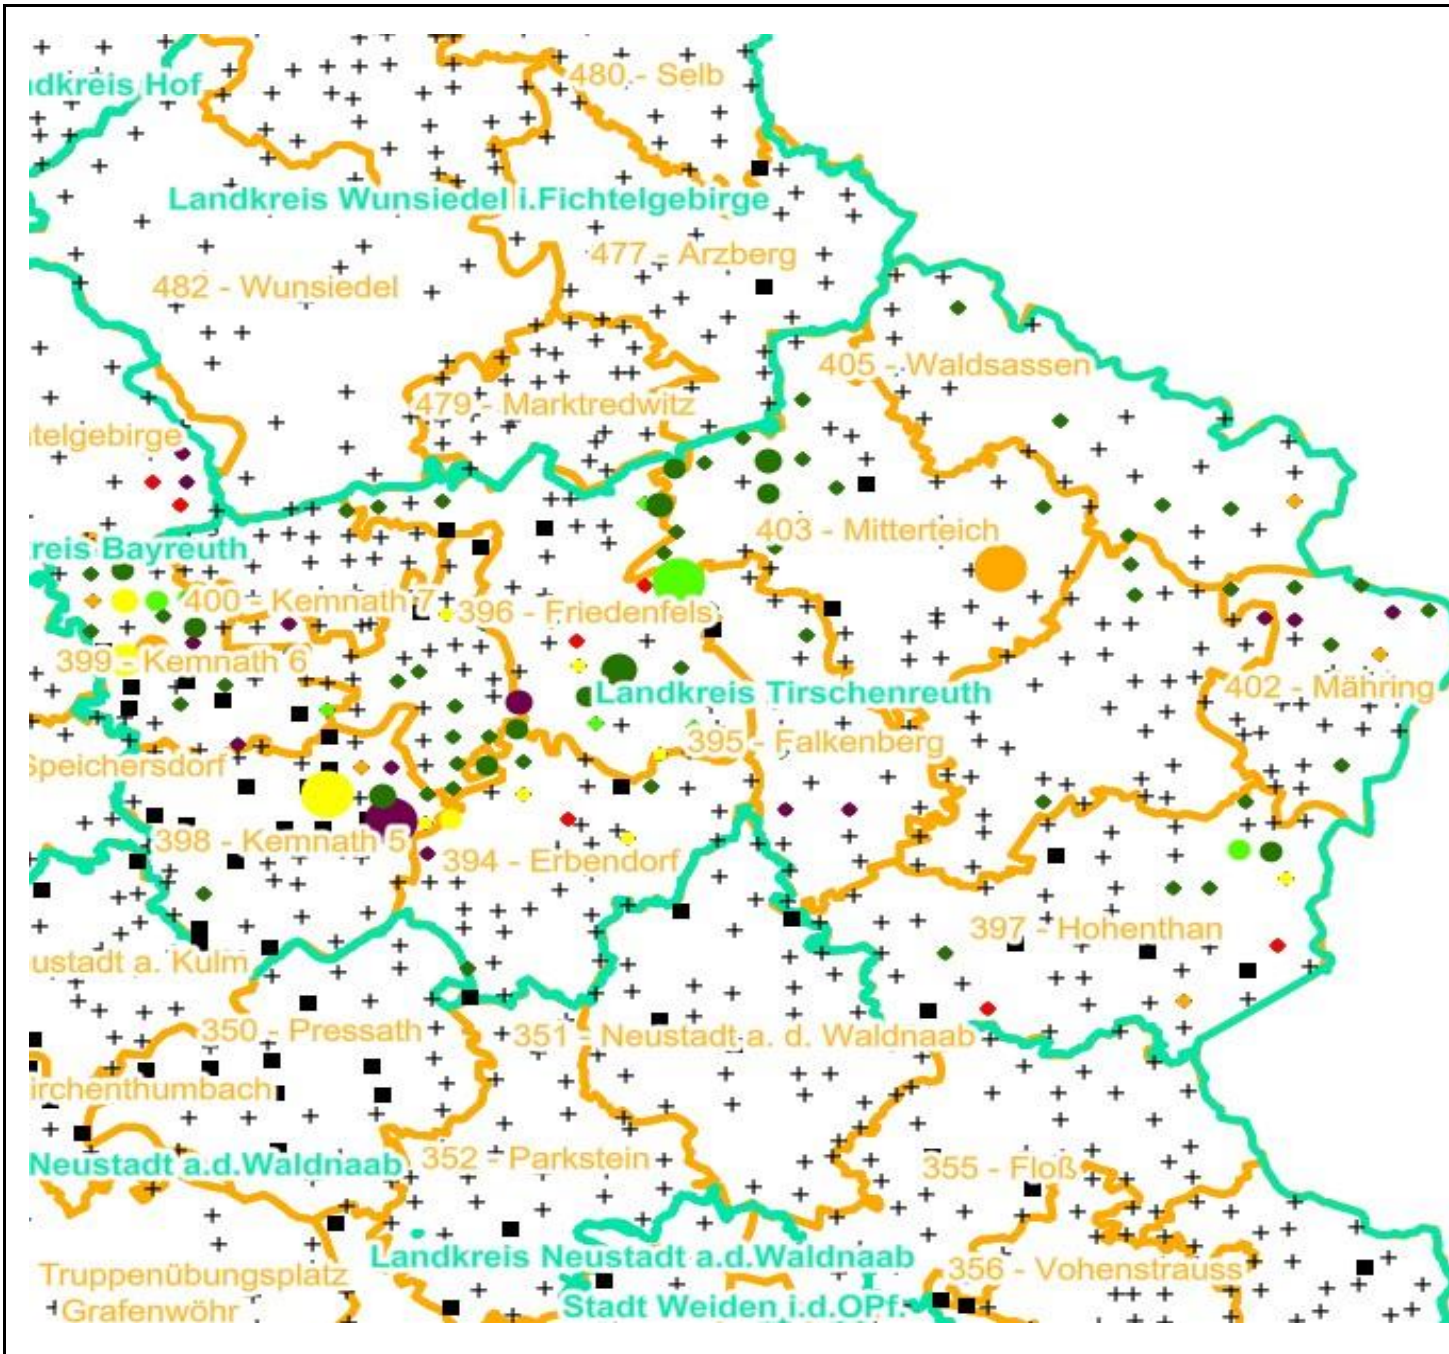 480 - Selb
ndkreis Hof
Landkreis Wunsiedel i.Fichtelgebirge
477 - Arzberg
482 - Wunsiedel
405 - Waldsassen
479 - Marktredwitz
htelgebirge
403 - Mitterteich
kreis Bayreuth
400 - Kemnath 7
396 - Friedenfels
399 - Kemnath 6
402 - Mähring
Landkreis Tirschenreuth
395 - Falkenberg
Speichersdorf
398 - Kemnath 5
394 - Erbendorf
397 - Hohenthan
ustadt a. Kulm
350 - Pressath
351 - Neustadt a. d. Waldnaab
irchenthumbach
Neustadt a.d.Waldnaab
352 - Parkstein
355 - Floß
Landkreis Neustadt a.d.Waldnaab
356 - Vohenstrauss
Truppenübungsplatz
Grafenwöhr
Stadt Weiden i.d.OPf.